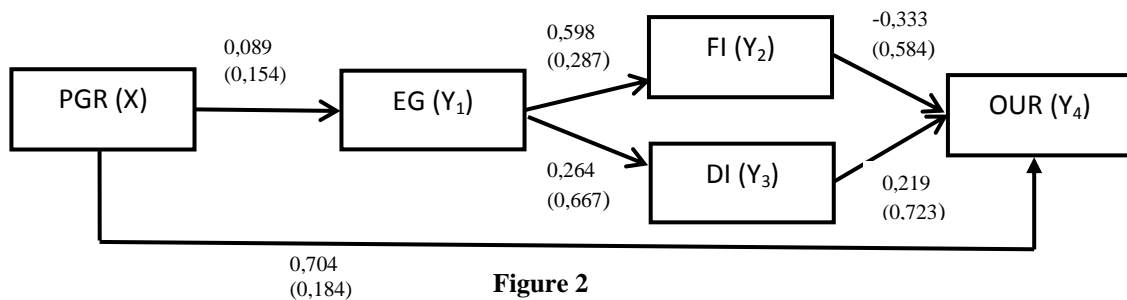 0,598
(0,287)
-0,333
(0,584)
FI (Y₂)
0,089
(0,154)
PGR (X)
EG (Y₁)
OUR (Y₄)
0,264
(0,667)
DI (Y₃)
0,219
(0,723)
0,704
(0,184)
Figure 2